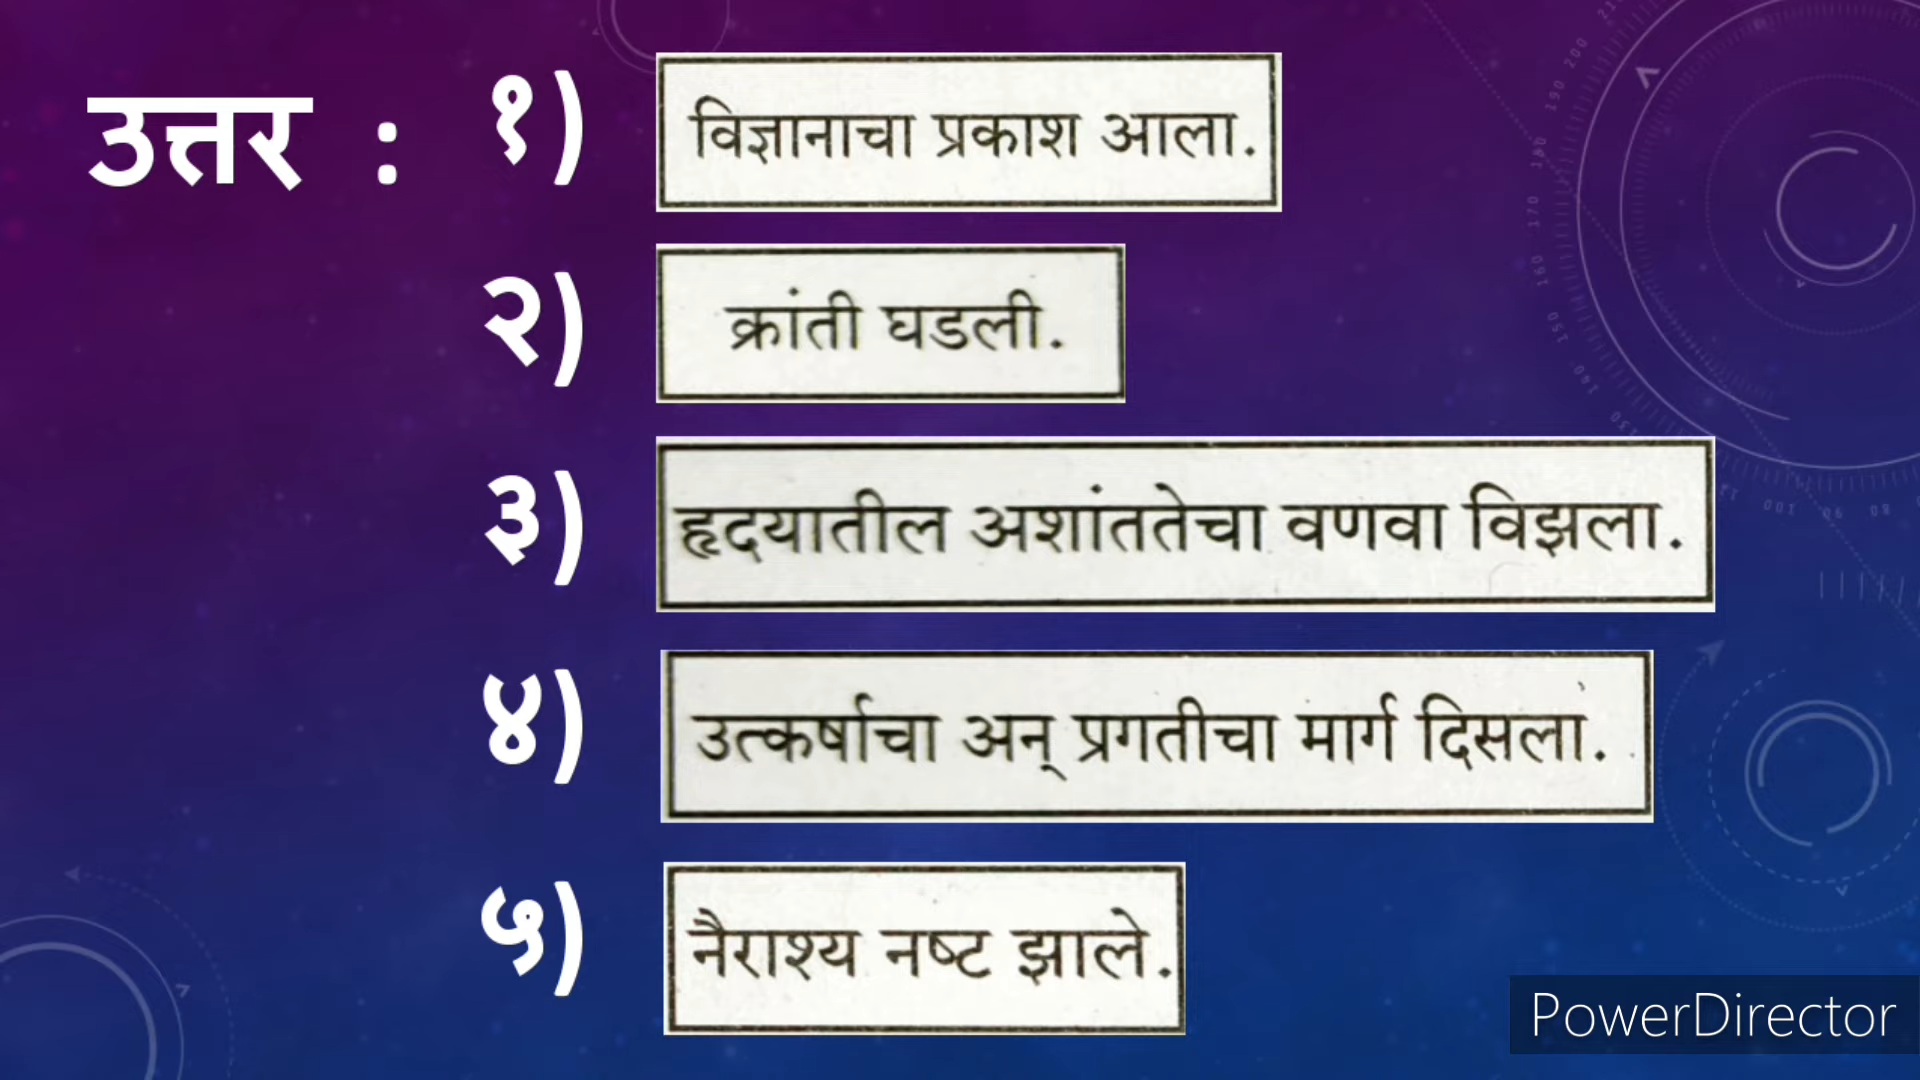 उत्तर : १) विज्ञानाचा प्रकाश आला.
२) क्रांती घडली.
३) हृदयातील अशांततेचा वणवा विझला.
४) उत्कर्षाचा अन् प्रगतीचा मार्ग दिसला.
५) नैराश्य नष्ट झाले.
PowerDirector